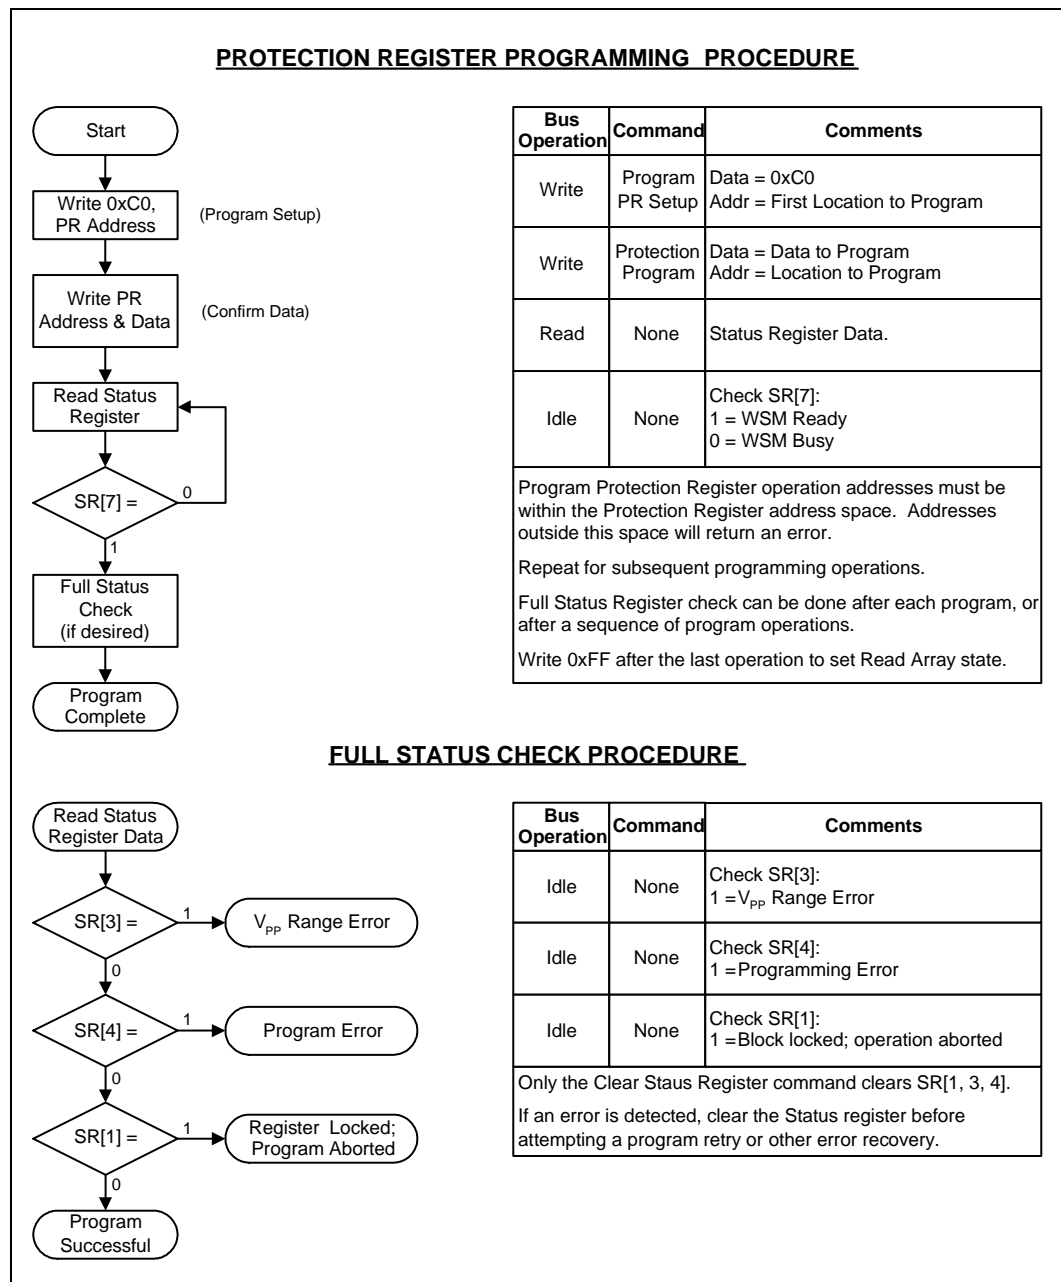 PROTECTION REGISTER PROGRAMMING PROCEDURE
Start
Write 0xC0,
PR Address
(Program Setup)
Write PR
Address & Data
(Confirm Data)
Read Status
Register
SR[7] =
0
1
Full Status
Check
(if desired)
Program
Complete
Bus
Operation
Command
Comments
Write
Program
PR Setup
Data = 0xC0
Addr = First Location to Program
Write
Protection
Program
Data = Data to Program
Addr = Location to Program
Read
None
Status Register Data.
Idle
None
Check SR[7]:
1 = WSM Ready
0 = WSM Busy
Program Protection Register operation addresses must be
within the Protection Register address space. Addresses
outside this space will return an error.
Repeat for subsequent programming operations.
Full Status Register check can be done after each program, or
after a sequence of program operations.
Write 0xFF after the last operation to set Read Array state.
FULL STATUS CHECK PROCEDURE
Read Status
Register Data
SR[3] =
1
VPP Range Error
0
SR[4] =
1
Program Error
0
SR[1] =
1
Register Locked;
Program Aborted
0
Program
Successful
Bus
Operation
Command
Comments
Idle
None
Check SR[3]:
1 =VPP Range Error
Idle
None
Check SR[4]:
1 =Programming Error
Idle
None
Check SR[1]:
1 =Block locked; operation aborted
Only the Clear Staus Register command clears SR[1, 3, 4].
If an error is detected, clear the Status register before
attempting a program retry or other error recovery.